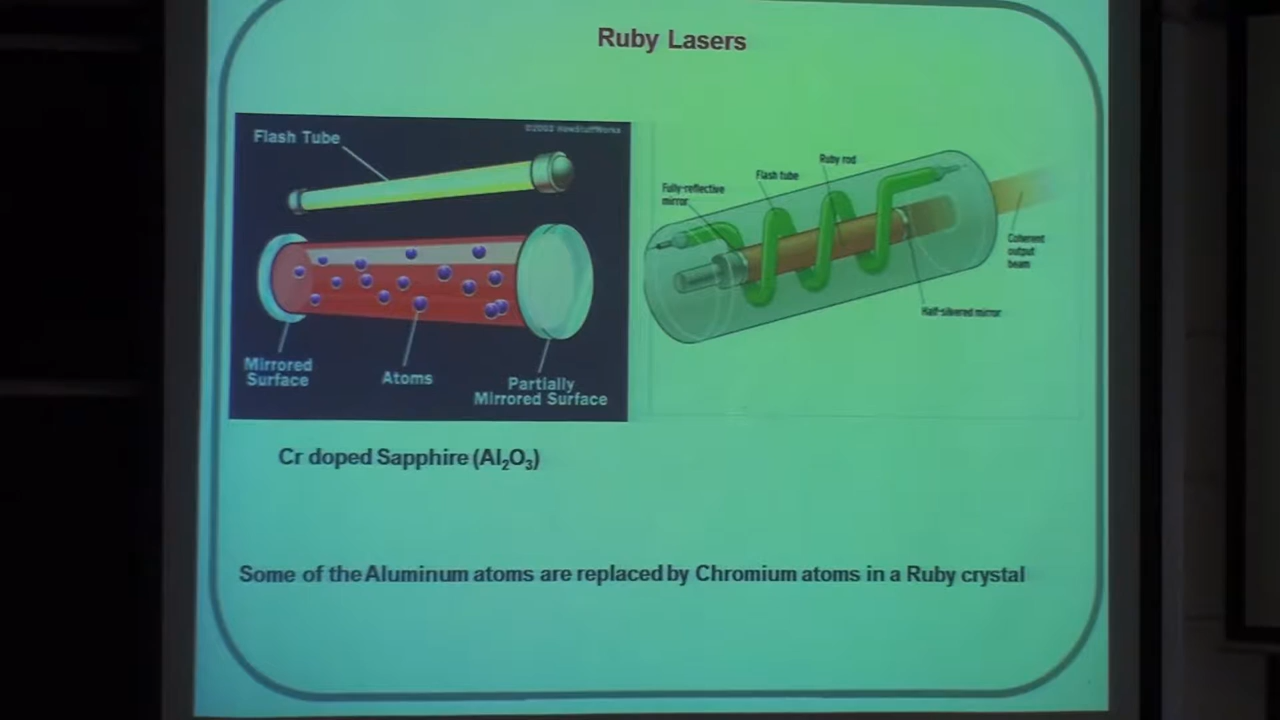 Ruby Lasers
©2002 HowStuffWorks
Flash Tube
Mirrored
Surface
Atoms
Partially
Mirrored Surface
Fully-reflective
mirror
Flash tube
Ruby rod
Coherent
output
beam
Half-silvered mirror
Cr doped Sapphire (Al₂O₃)
Some of the Aluminum atoms are replaced by Chromium atoms in a Ruby crystal